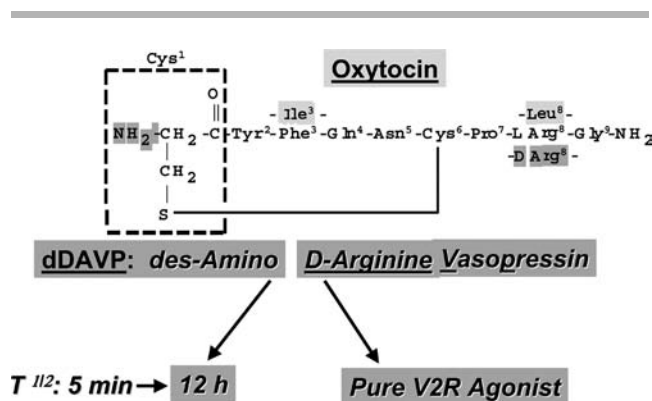 Cys¹
Oxytocin
O
- Ile³ -
- Leu⁸ -
NH₂-CH₂-C-Tyr²-Phe³-Gln⁴-Asn⁵-Cys⁶-Pro⁷-L Arg⁸-Gly⁹-NH₂
-D Arg⁸-
CH₂
S
dDAVP: des-Amino D-Arginine Vasopressin
T 1/2: 5 min 12 h Pure V2R Agonist